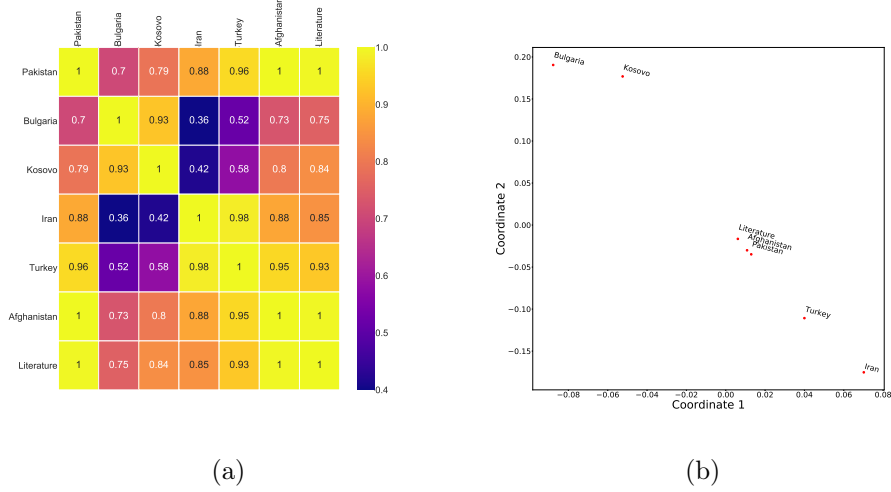 Pakistan
Bulgaria
Kosovo
Iran
Turkey
Afghanistan
Literature
Pakistan 1 0.7 0.79 0.88 0.96 1 1
Bulgaria 0.7 1 0.93 0.36 0.52 0.73 0.75
Kosovo 0.79 0.93 1 0.42 0.58 0.8 0.84
Iran 0.88 0.36 0.42 1 0.98 0.88 0.85
Turkey 0.96 0.52 0.58 0.98 1 0.95 0.93
Afghanistan 1 0.73 0.8 0.88 0.95 1 1
Literature 1 0.75 0.84 0.85 0.93 1 1
1.0
0.9
0.8
0.7
0.6
0.5
0.4
(a)
Coordinate 2
0.20
0.15
0.10
0.05
0.00
−0.05
−0.10
−0.15
Bulgaria
Kosovo
Literature
Afghanistan
Pakistan
Turkey
Iran
−0.08 −0.06 −0.04 −0.02 0.00 0.02 0.04 0.06 0.08
Coordinate 1
(b)